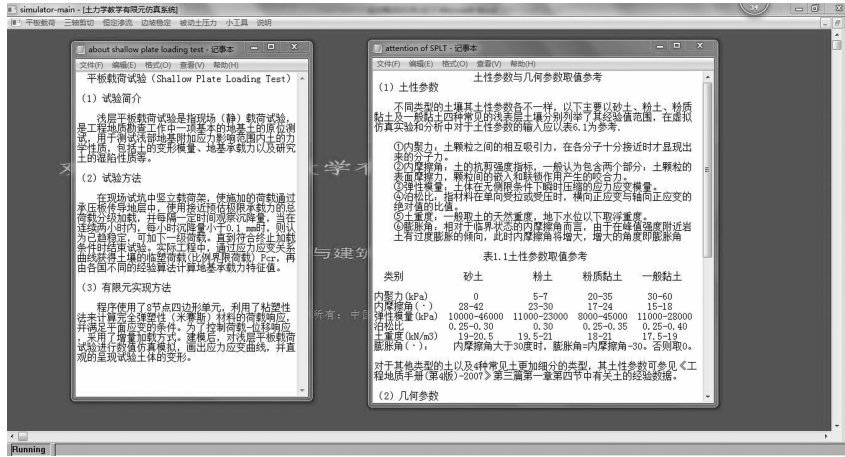 simulator-main - [土力学教学有限元仿真系统]
平板载荷 三轴剪切 恒定渗流 边坡稳定 被动土压力 小工具 说明
about shallow plate loading test - 记事本
文件(F) 编辑(E) 格式(O) 查看(V) 帮助(H)
平板载荷试验 (Shallow Plate Loading Test)
(1) 试验简介
浅层平板载荷试验是指现场（静）载荷试验，
是工程地质勘查工作中一项基本的地基土的原位测
试，用于测试浅部地基附加应力影响范围内土的力
学性质，包括土的变形模量、地基承载力以及研究
土的湿陷性质等。
(2) 试验方法
在现场试坑中竖立载荷架，使施加的荷载通过
承压板传导地层中，使用接近预估极限承载力的总
荷载分级加载，并每隔一定时间观察沉降量，当在
连续两小时内，每小时沉降量小于0.1 mm时，则认
为已趋稳定，可加下一级荷载。直到符合终止加载
条件时结束试验。实际工程中，通过应力应变关系
曲线获得土壤的临塑荷载(比例界限荷载) Pcr，再
由各国不同的经验算法计算地基承载力特征值。
(3) 有限元实现方法
程序使用了8节点四边形单元，利用了粘塑性
法来计算完全弹塑性（米赛斯）材料的荷载响应，
并满足平面应变的条件。为了控制荷载-位移响应
，采用了增量加载方式。建模后，对浅层平板载荷
试验进行数值仿真模拟，画出应力应变曲线，并直
观的呈现试验土体的变形。
attention of SPLT - 记事本
文件(F) 编辑(E) 格式(O) 查看(V) 帮助(H)
土性参数与几何参数取值参考
(1) 土性参数
不同类型的土壤其土性参数各不一样，以下主要以砂土、粉土、粉质
黏土及一般黏土四种常见的浅表层土壤分别列举了其经验值范围，在虚拟
仿真实验和分析中对于土性参数的输入应以表6.1为参考.
①内聚力，土颗粒之间的相互吸引力，在各分子十分接近时才显现出
来的分子力。
②内摩擦角：土的抗剪强度指标，一般认为包含两个部分：土颗粒的
表面摩擦力，颗粒间的嵌入和联锁作用产生的咬合力。
③弹性模量：土体在无侧限条件下瞬时压缩的应力应变模量。
④泊松比，指材料在单向受拉或受压时，横向正应变与轴向正应变的
绝对值的比值。
⑤土重度：一般取土的天然重度，地下水位以下取浮重度。
⑥膨胀角：相对于临界状态的内摩擦角而言，由于在峰值强度附近岩
土有过度膨胀的倾向，此时内摩擦角将增大，增大的角度即膨胀角
表1.1土性参数取值参考
类别 砂土 粉土 粉质黏土 一般黏土
内聚力(kPa) 0 5-7 20-35 30-60
内摩擦角(·) 28-42 23-30 17-24 15-18
弹性模量(kPa) 10000-46000 11000-23000 8000-45000 11000-28000
泊松比 0.25-0.30 0.30 0.25-0.35 0.25-0.40
土重度(kN/m3) 19-20.5 19.5-21 18-21 17.5-19
膨胀角(·)， 内摩擦角大于30度时，膨胀角=内摩擦角-30。否则取0。
对于其他类型的土以及4种常见土更加细分的类型，其土性参数可参见《工
程地质手册(第4版)-2007》第三篇第一章第四节中有关土的经验数据。
(2) 几何参数
Running